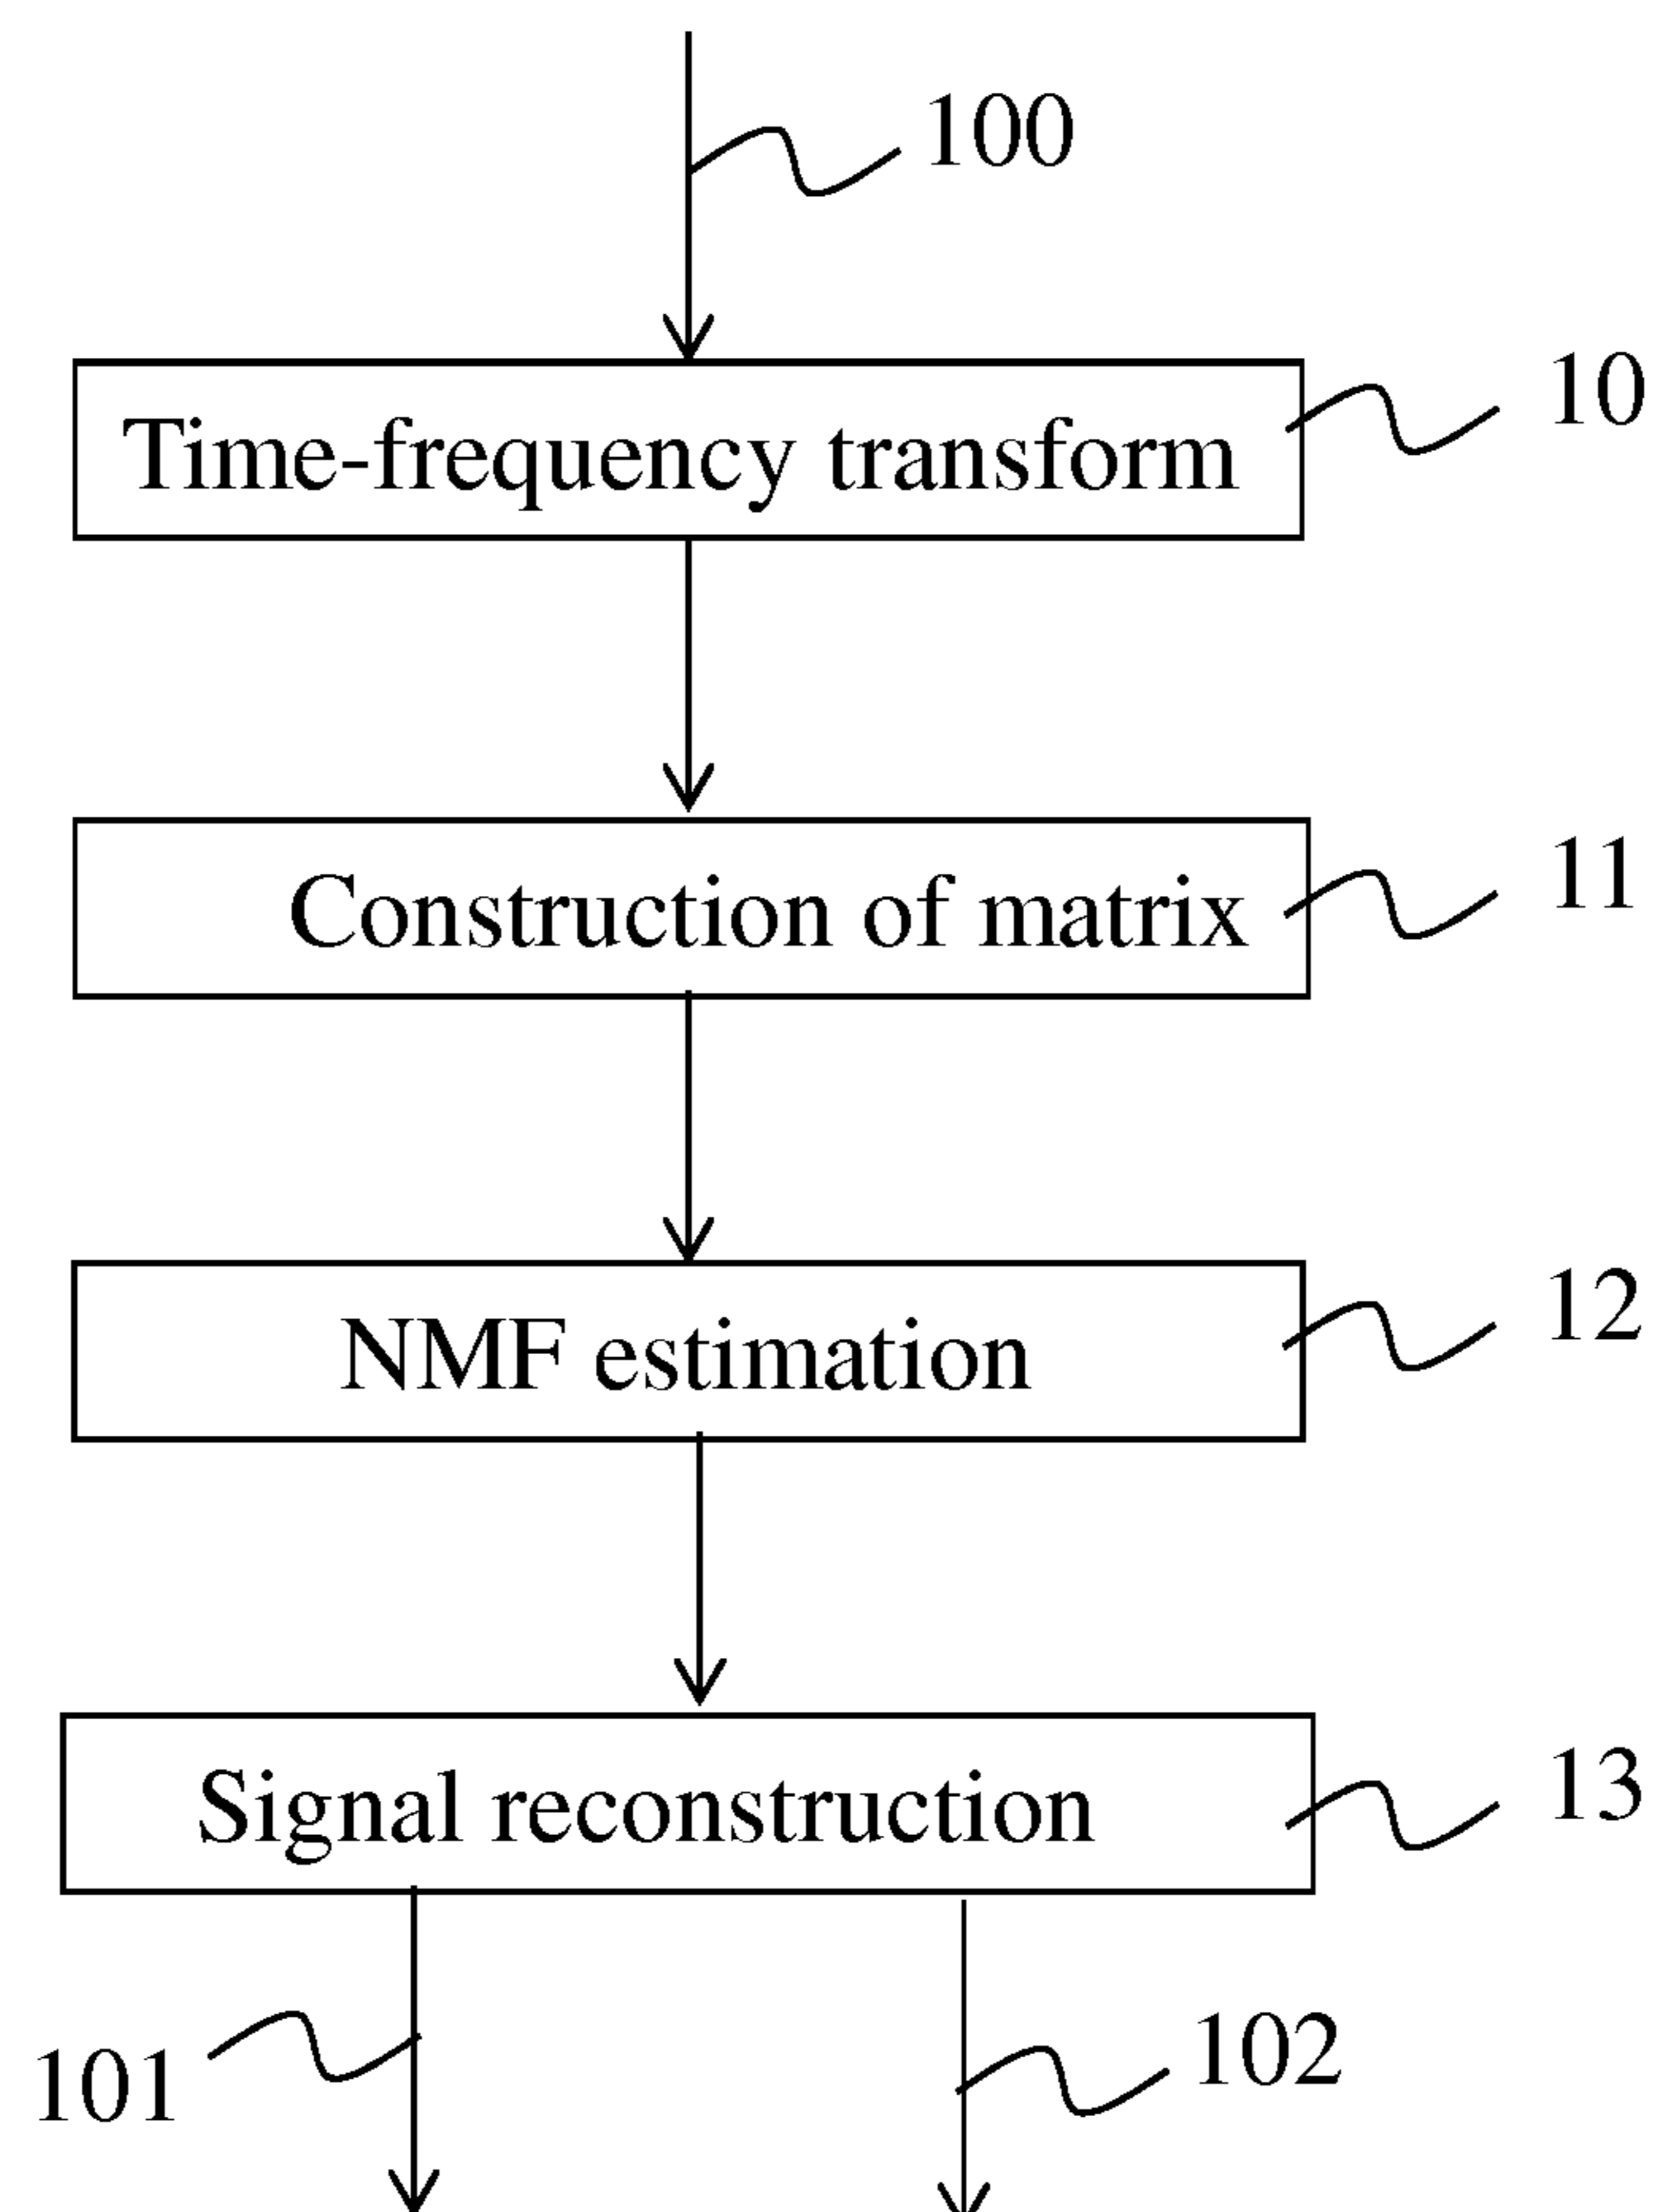 100
10
Time-frequency transform
11
Construction of matrix
12
NMF estimation
13
Signal reconstruction
101
102